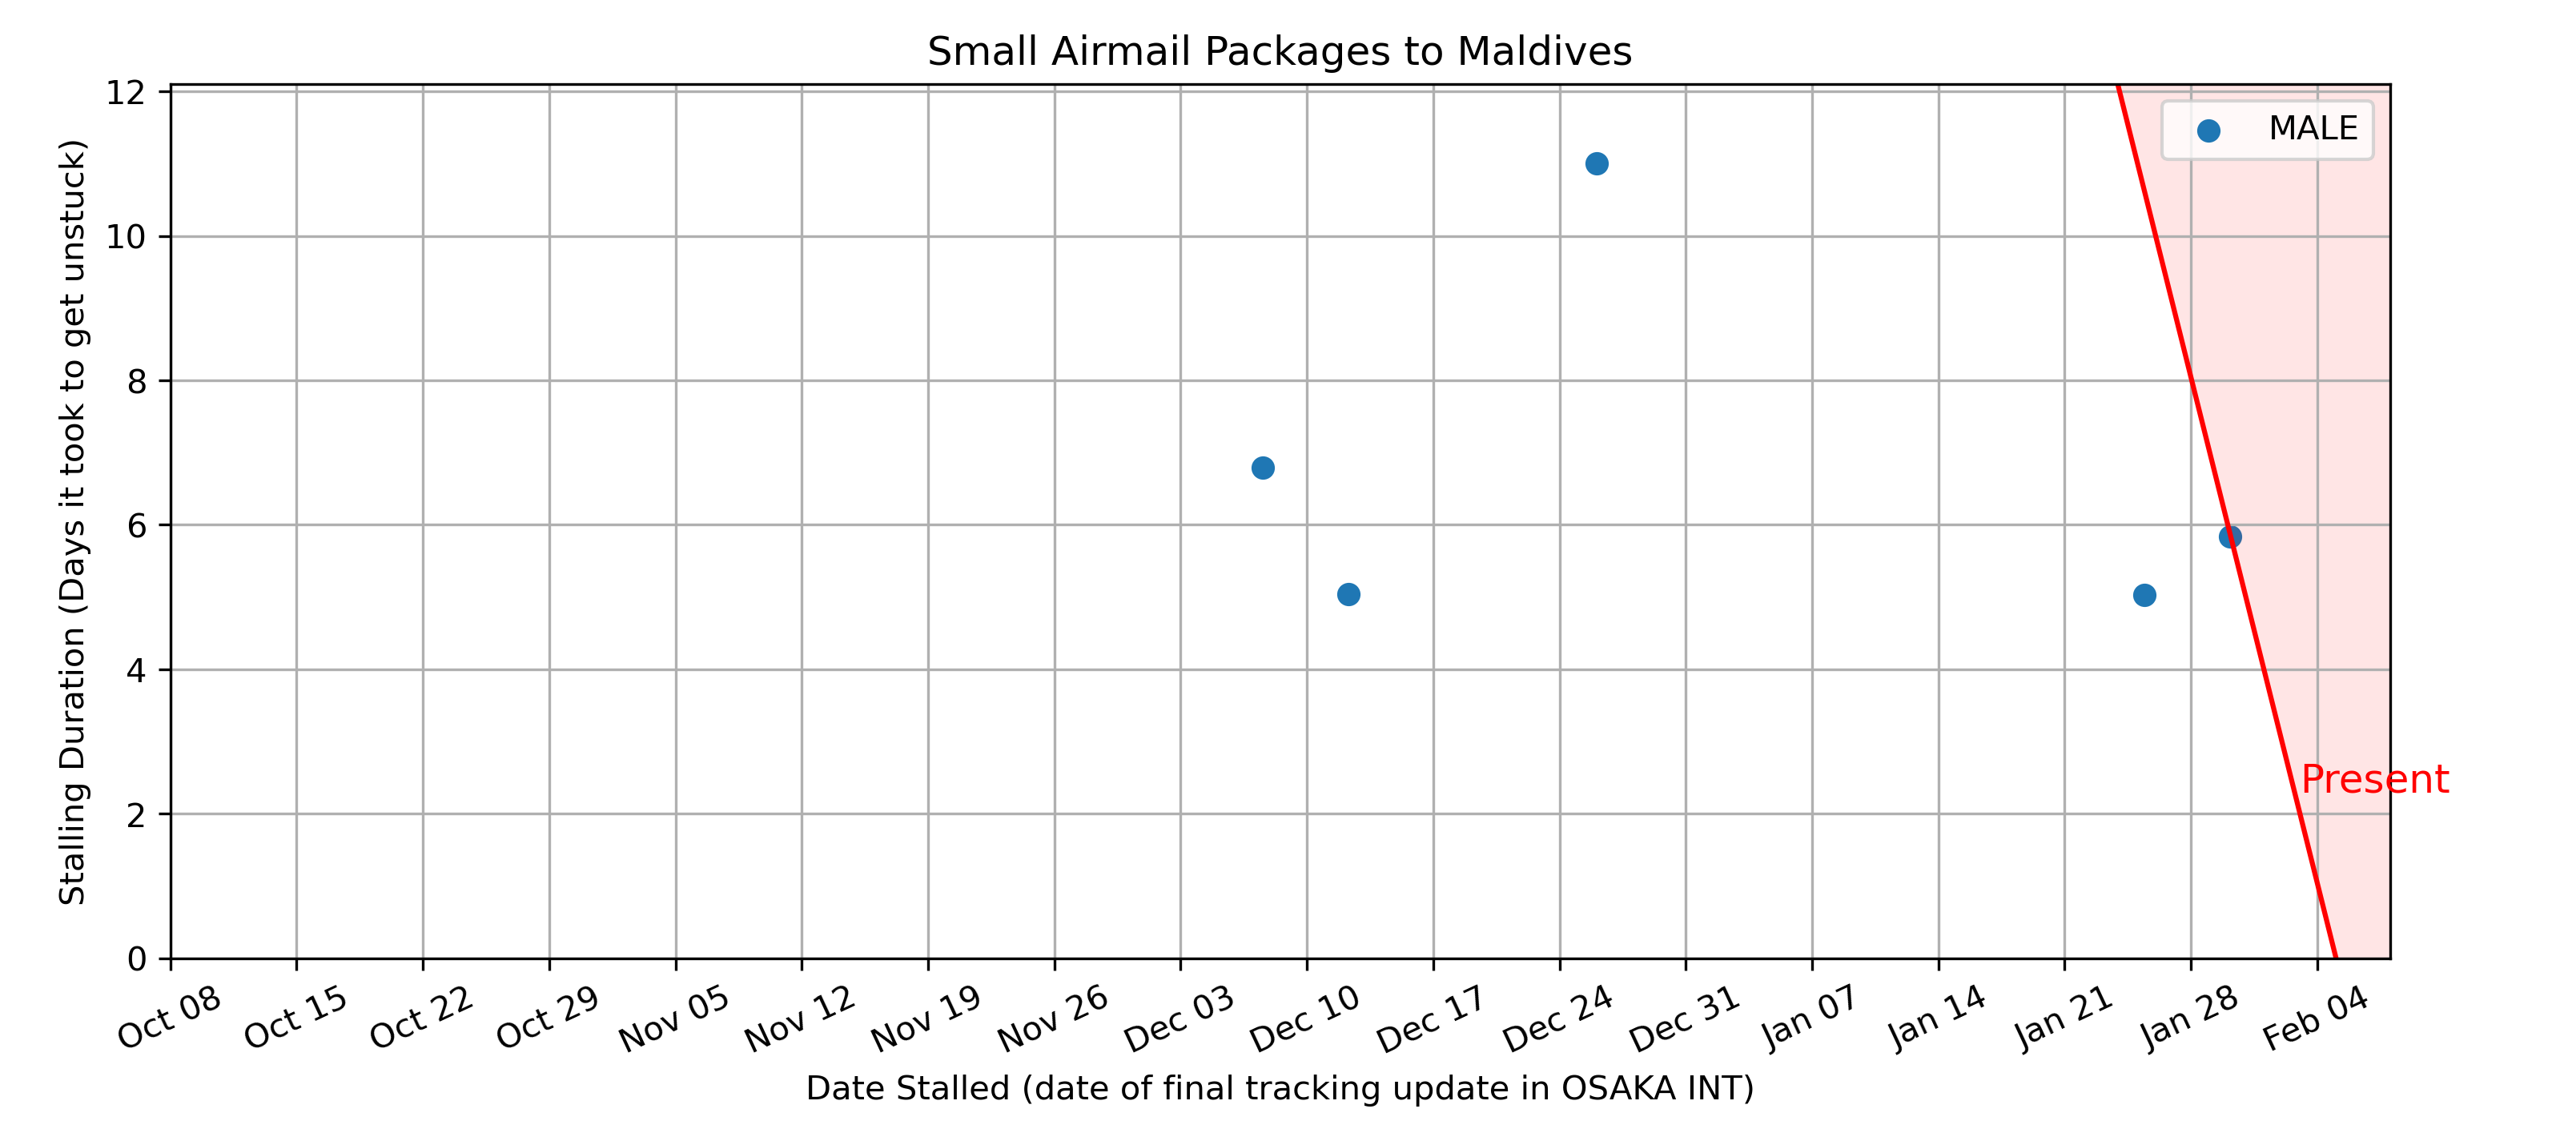 Small Airmail Packages to Maldives
Stalling Duration (Days it took to get unstuck)
12
10
8
6
4
2
0
MALE
Present
Oct 08
Oct 15
Oct 22
Oct 29
Nov 05
Nov 12
Nov 19
Nov 26
Dec 03
Dec 10
Dec 17
Dec 24
Dec 31
Jan 07
Jan 14
Jan 21
Jan 28
Feb 04
Date Stalled (date of final tracking update in OSAKA INT)